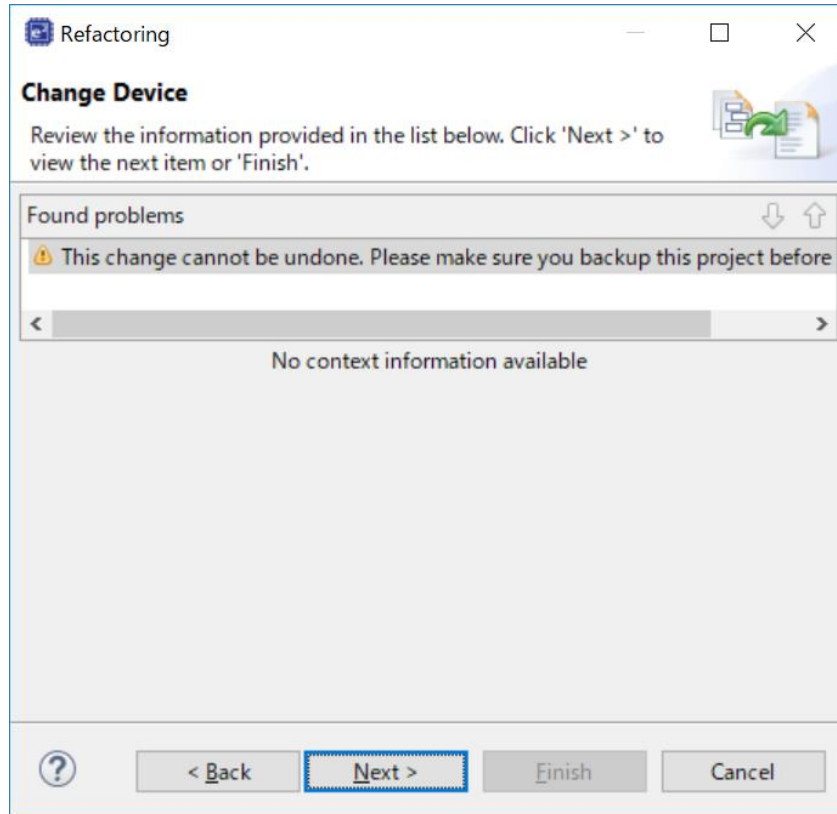 Refactoring
Change Device
Review the information provided in the list below. Click 'Next >' to
view the next item or 'Finish'.
Found problems
This change cannot be undone. Please make sure you backup this project before
No context information available
< Back
Next >
Finish
Cancel